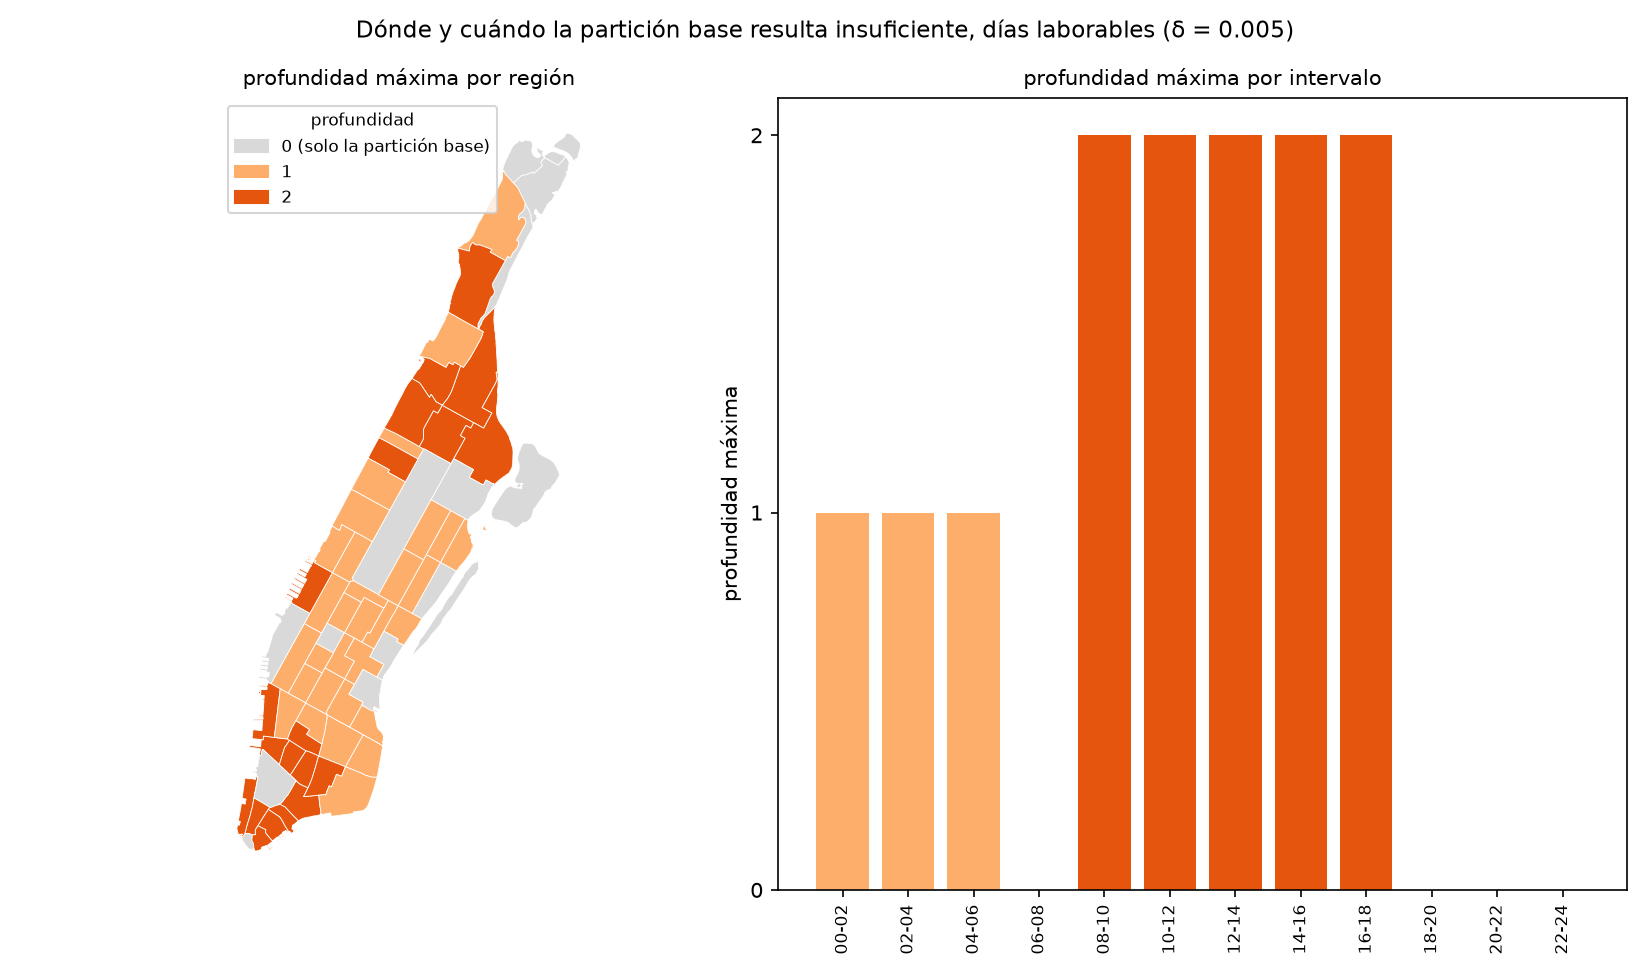 Dónde y cuándo la partición base resulta insuficiente, días laborables (δ = 0.005)
profundidad máxima por región
profundidad
0 (solo la partición base)
1
2
profundidad máxima por intervalo
profundidad máxima
2
1
0
00-02
02-04
04-06
06-08
08-10
10-12
12-14
14-16
16-18
18-20
20-22
22-24